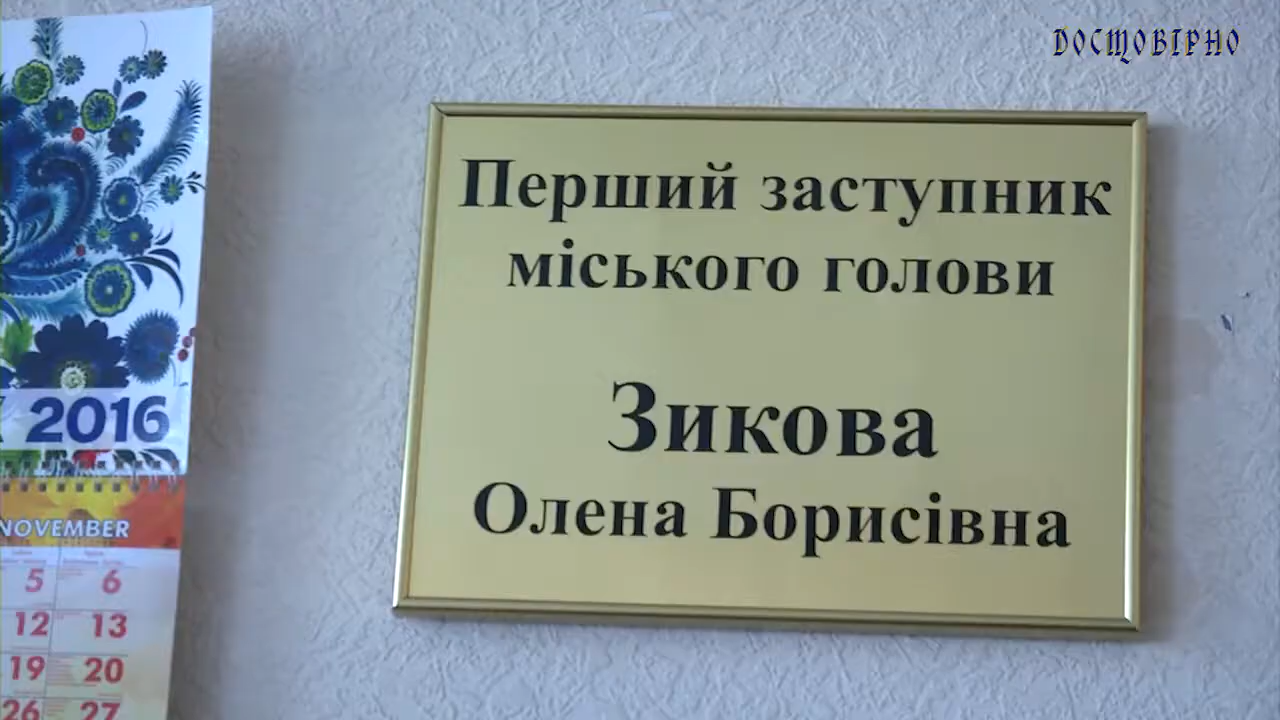 ДОСТОВІРНО
Перший заступник
міського голови
Зикова
Олена Борисівна
2016
NOVEMBER
5 6
12 13
19 20
26 27